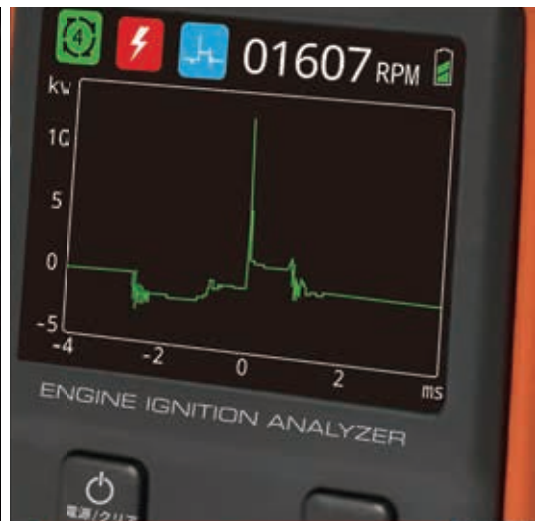 4 01607 RPM
kv
10
5
0
-5
-4 -2 0 2 ms
ENGINE IGNITION ANALYZER
電源/クリア